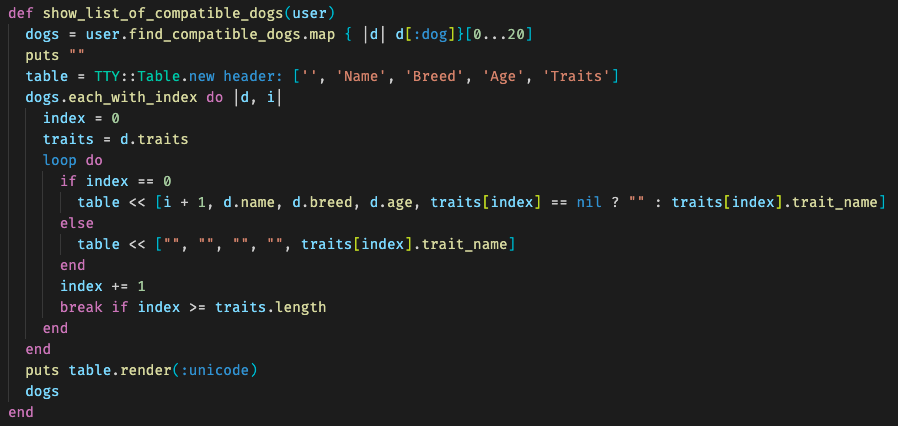 def show_list_of_compatible_dogs(user)
  dogs = user.find_compatible_dogs.map { |d| d[:dog]}[0...20]
  puts ""
  table = TTY::Table.new header: ['', 'Name', 'Breed', 'Age', 'Traits']
  dogs.each_with_index do |d, i|
    index = 0
    traits = d.traits
    loop do
      if index == 0
        table << [i + 1, d.name, d.breed, d.age, traits[index] == nil ? "" : traits[index].trait_name]
      else
        table << ["", "", "", "", traits[index].trait_name]
      end
      index += 1
      break if index >= traits.length
    end
  end
  puts table.render(:unicode)
  dogs
end